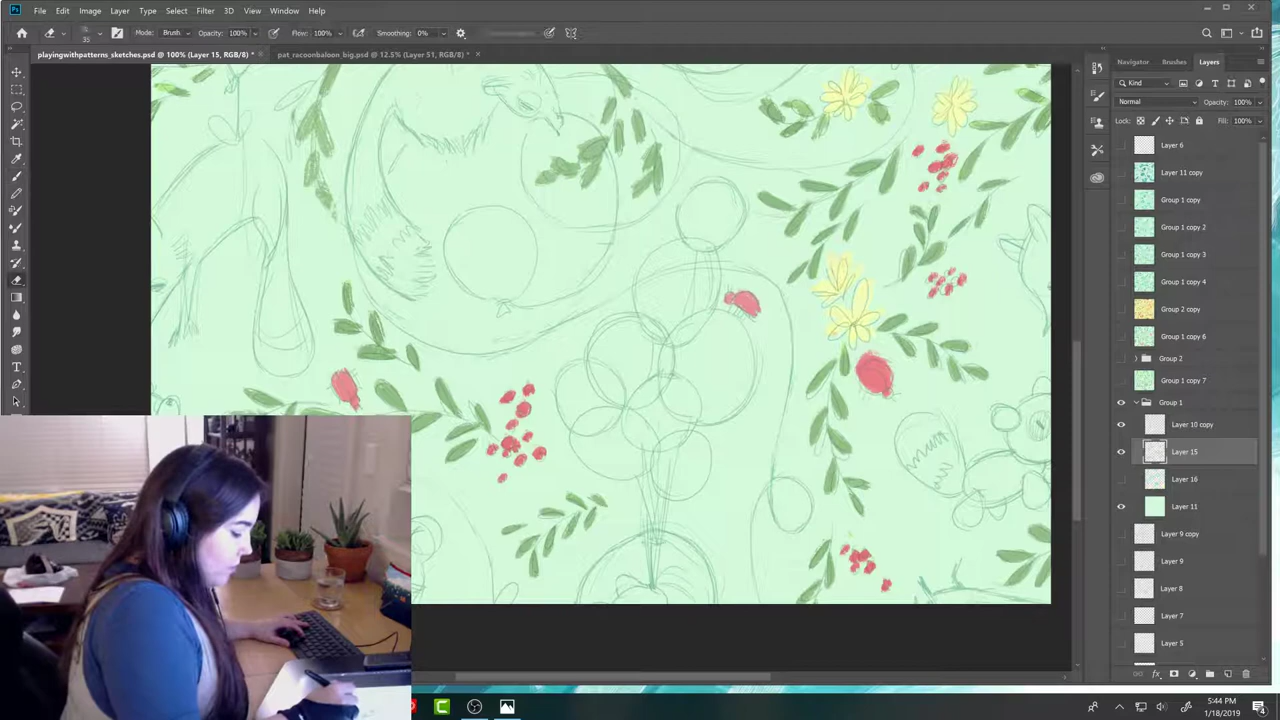 Ps File Edit Image Layer Type Select Filter 3D View Window Help
35 Mode: Brush Opacity: 100% Flow: 100% Smoothing: 0%
playingwithpatterns_sketches.psd @ 100% (Layer 15, RGB/8) * × pat_racoonbaloon_big.psd @ 12.5% (Layer 51, RGB/8) * ×
Navigator Brushes Layers
Kind
Normal Opacity: 100%
Lock: Fill: 100%
Layer 6
Layer 11 copy
Group 1 copy
Group 1 copy 2
Group 1 copy 3
Group 1 copy 4
Group 2 copy
Group 1 copy 6
Group 2
Group 1 copy 7
Group 1
Layer 10 copy
Layer 15
Layer 16
Layer 11
Layer 9 copy
Layer 9
Layer 8
Layer 7
Layer 5
fx
5:44 PM
1/18/2019
4